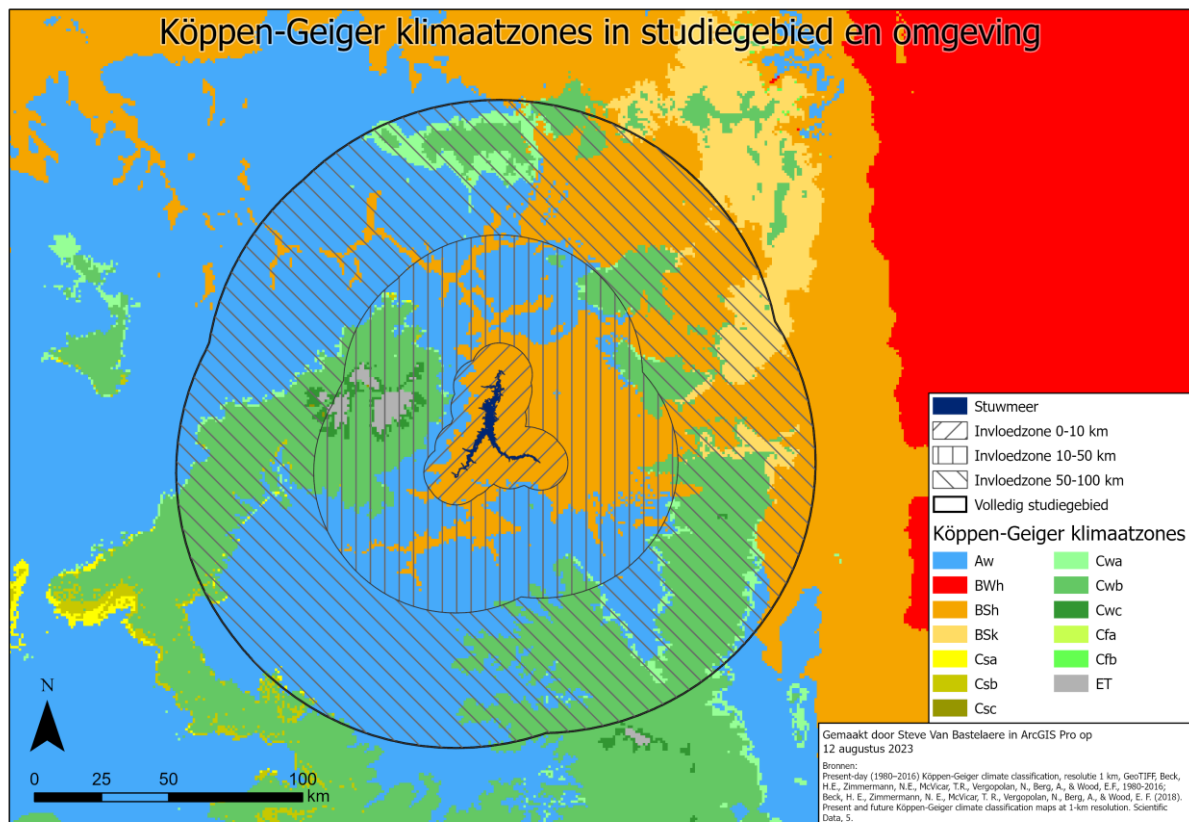 Köppen-Geiger klimaatzones in studiegebied en omgeving
Stuwmeer
Invloedzone 0-10 km
Invloedzone 10-50 km
Invloedzone 50-100 km
Volledig studiegebied
Köppen-Geiger klimaatzones
Aw
BWh
BSh
BSk
Csa
Csb
Csc
Cwa
Cwb
Cwc
Cfa
Cfb
ET
N
0 25 50 100
km
Gemaakt door Steve Van Bastelaere in ArcGIS Pro op
12 augustus 2023
Bronnen:
Present-day (1980–2016) Köppen-Geiger climate classification, resolutie 1 km, GeoTIFF, Beck,
H.E., Zimmermann, N.E., McVicar, T.R., Vergopolan, N., Berg, A., & Wood, E.F., 1980-2016;
Beck, H. E., Zimmermann, N. E., McVicar, T. R., Vergopolan, N., Berg, A., & Wood, E. F. (2018).
Present and future Köppen-Geiger climate classification maps at 1-km resolution. Scientific
Data, 5.